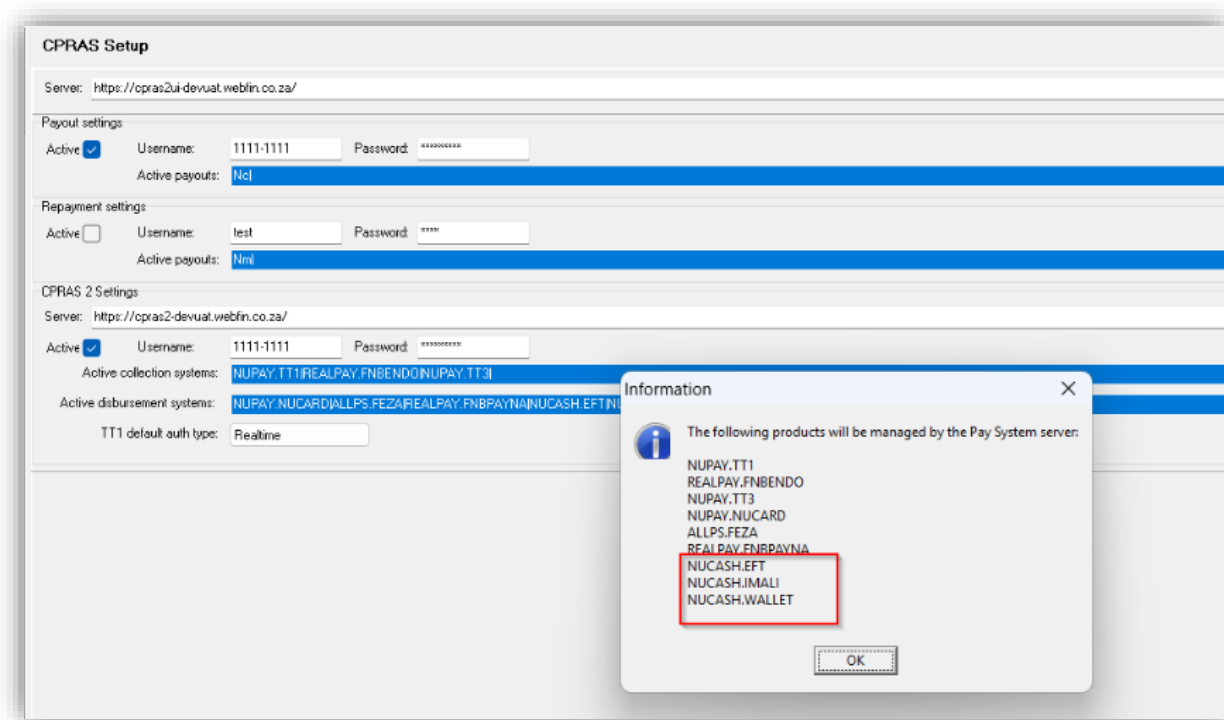 CPRAS Setup
Server: https://cpras2ui-devuat.webfin.co.za/
Payout settings
Active Username: 1111-1111 Password: **********
Active payouts: Nc|
Repayment settings
Active Username: test Password: ****
Active payouts: Nm|
CPRAS 2 Settings
Server: https://cpras2-devuat.webfin.co.za/
Active Username: 1111-1111 Password: **********
Active collection systems: NUPAY.TT1|REALPAY.FNBENDO|NUPAY.TT3|
Active disbursement systems: NUPAY.NUCARD|ALLPS.FEZA|REALPAY.FNBPAYNA|NUCASH.EFT|NU
TT1 default auth type: Realtime
Information
The following products will be managed by the Pay System server:
NUPAY.TT1
REALPAY.FNBENDO
NUPAY.TT3
NUPAY.NUCARD
ALLPS.FEZA
REALPAY.FNBPAYNA
NUCASH.EFT
NUCASH.IMALI
NUCASH.WALLET
OK